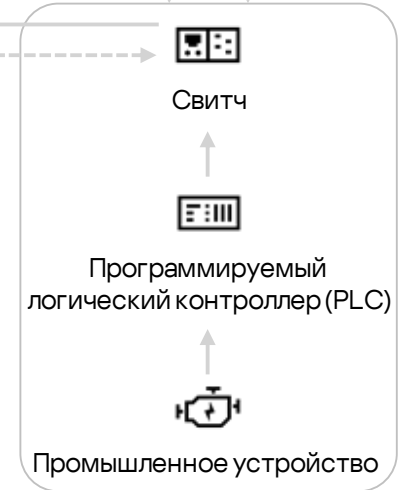 Свитч
Программируемый
логический контроллер (PLC)
Промышленное устройство